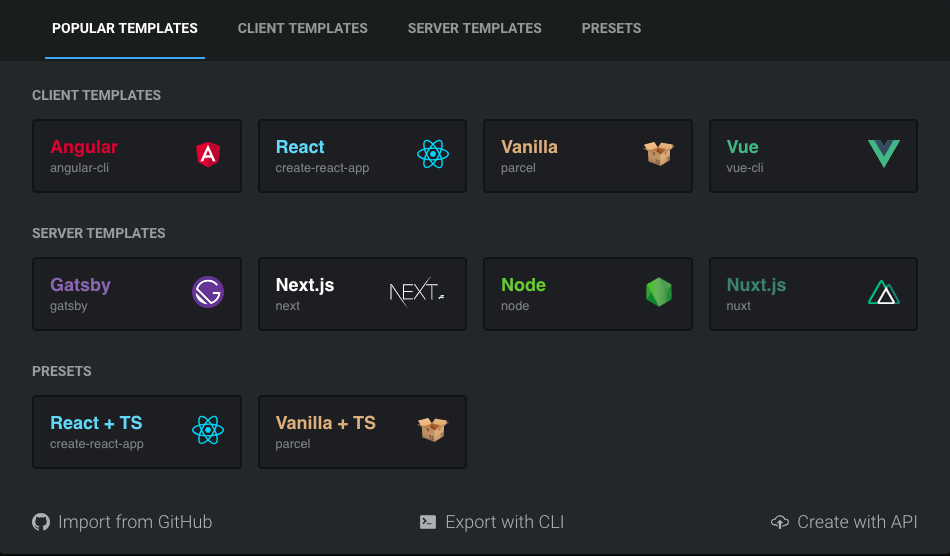 POPULAR TEMPLATES CLIENT TEMPLATES SERVER TEMPLATES PRESETS
CLIENT TEMPLATES
Angular React Vanilla Vue
angular-cli create-react-app parcel vue-cli
SERVER TEMPLATES
Gatsby Next.js NEXT.js Node Nuxt.js
gatsby next node nuxt
PRESETS
React + TS Vanilla + TS
create-react-app parcel
Import from GitHub Export with CLI Create with API